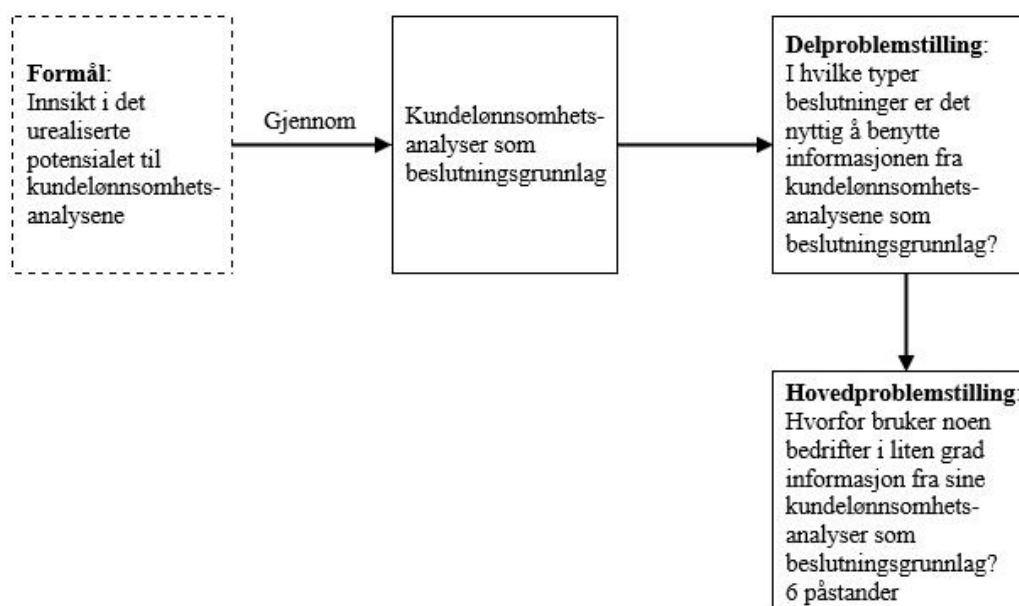 Formål:
Innsikt i det
urealiserte
potensialet til
kundelønnsomhets-
analysene
Gjennom
Kundelønnsomhets-
analyser som
beslutningsgrunnlag
Delproblemstilling:
I hvilke typer
beslutninger er det
nyttig å benytte
informasjonen fra
kundelønnsomhets-
analysene som
beslutningsgrunnlag?
Hovedproblemstilling:
Hvorfor bruker noen
bedrifter i liten grad
informasjon fra sine
kundelønnsomhets-
analyser som
beslutningsgrunnlag?
6 påstander